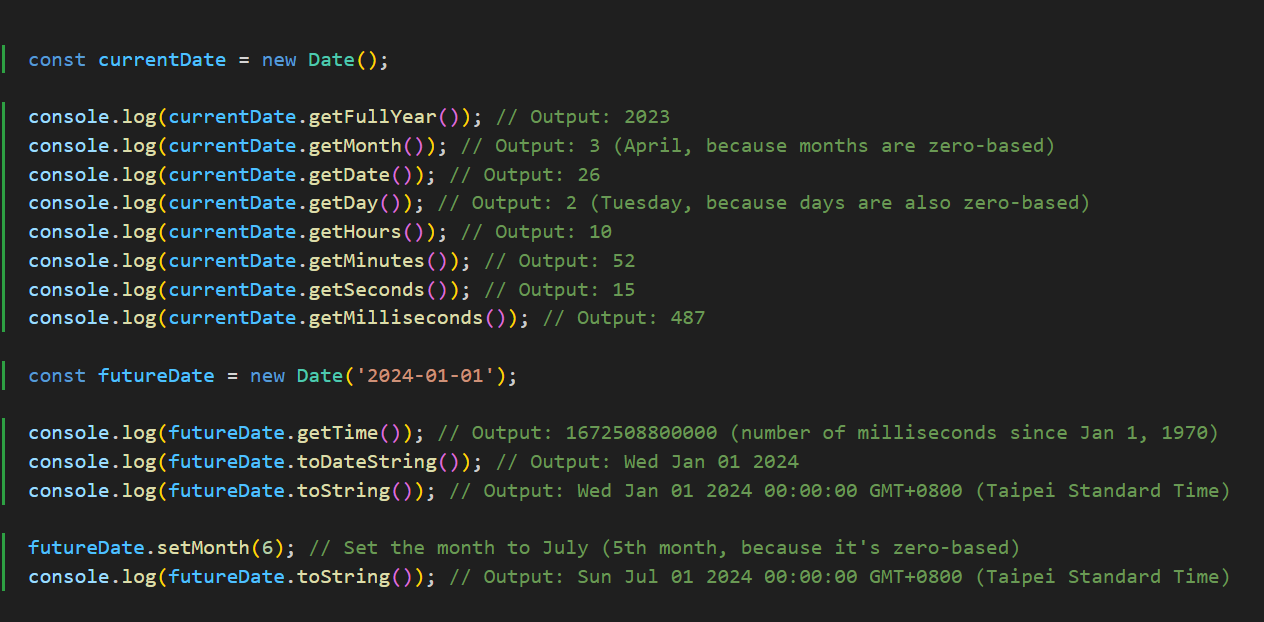 const currentDate = new Date();
console.log(currentDate.getFullYear()); // Output: 2023
console.log(currentDate.getMonth()); // Output: 3 (April, because months are zero-based)
console.log(currentDate.getDate()); // Output: 26
console.log(currentDate.getDay()); // Output: 2 (Tuesday, because days are also zero-based)
console.log(currentDate.getHours()); // Output: 10
console.log(currentDate.getMinutes()); // Output: 52
console.log(currentDate.getSeconds()); // Output: 15
console.log(currentDate.getMilliseconds()); // Output: 487
const futureDate = new Date('2024-01-01');
console.log(futureDate.getTime()); // Output: 1672508800000 (number of milliseconds since Jan 1, 1970)
console.log(futureDate.toDateString()); // Output: Wed Jan 01 2024
console.log(futureDate.toString()); // Output: Wed Jan 01 2024 00:00:00 GMT+0800 (Taipei Standard Time)
futureDate.setMonth(6); // Set the month to July (5th month, because it's zero-based)
console.log(futureDate.toString()); // Output: Sun Jul 01 2024 00:00:00 GMT+0800 (Taipei Standard Time)